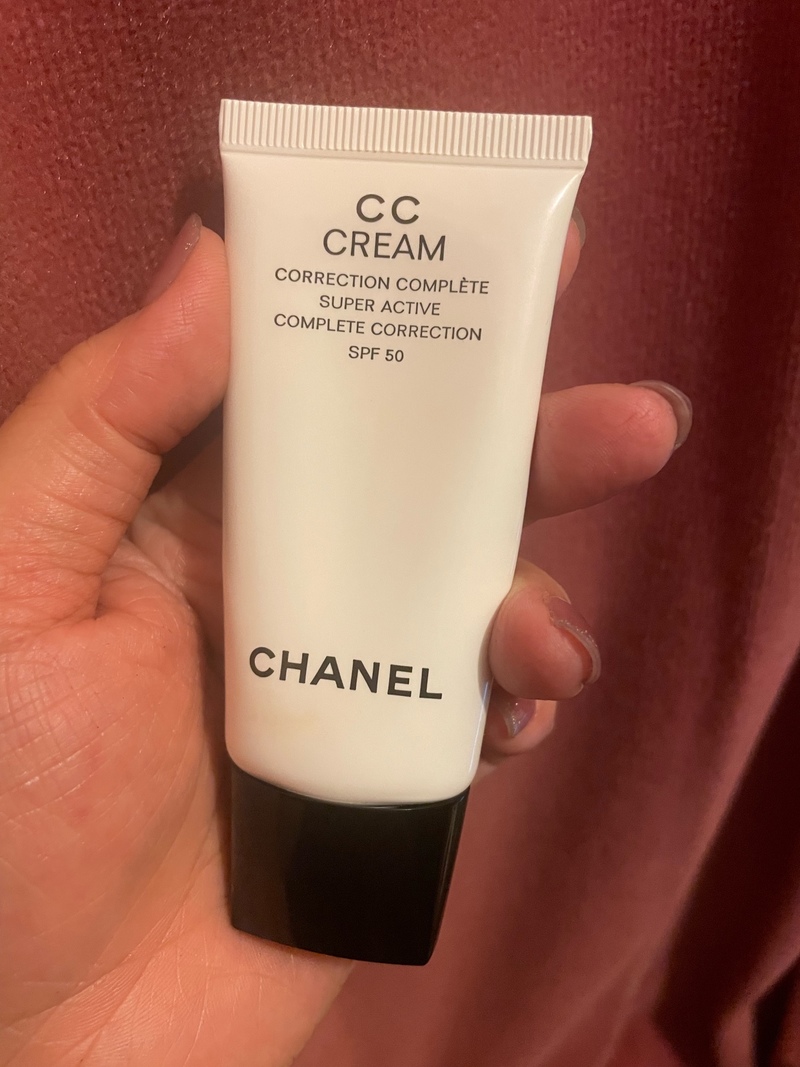 CC
CREAM
CORRECTION COMPLÈTE
SUPER ACTIVE
COMPLETE CORRECTION
SPF 50
CHANEL